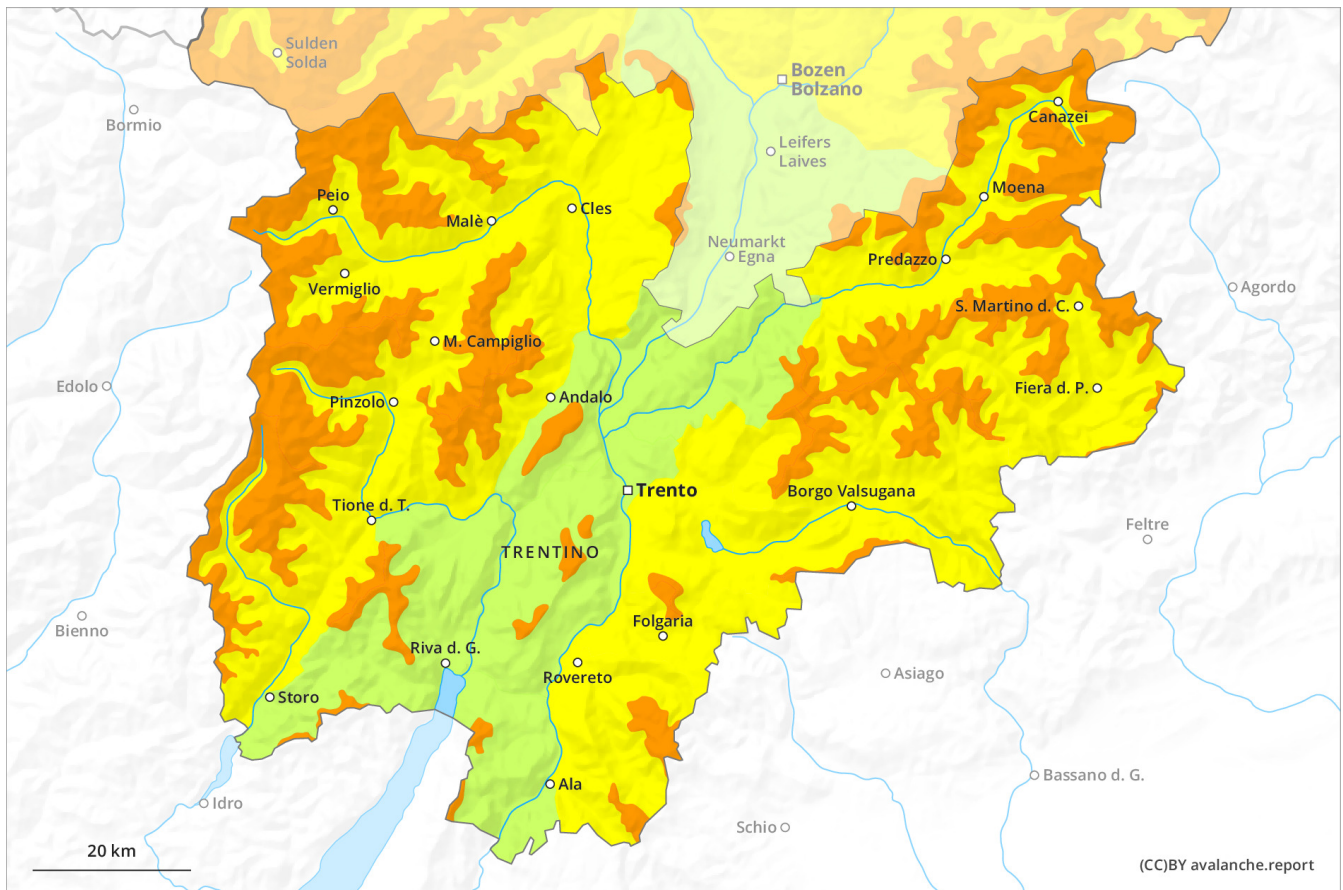 Sulden
Solda
Bozen
Bolzano
Bormio
Canazei
Leifers
Laives
Peio
Moena
Malè
Cles
Neumarkt
Egna
Predazzo
Vermiglio
Agordo
S. Martino d. C.
M. Campiglio
Edolo
Fiera d. P.
Pinzolo
Andalo
Trento
Borgo Valsugana
Tione d. T.
Feltre
TRENTINO
Folgaria
Bienno
Riva d. G.
Asiago
Rovereto
Storo
Bassano d. G.
Ala
Idro
Schio
20 km
(CC)BY avalanche.report